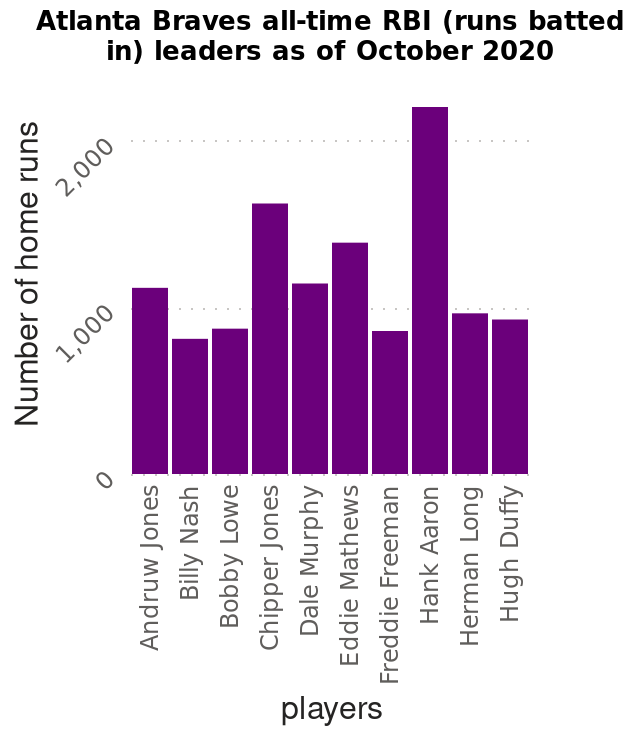 Atlanta Braves all-time RBI (runs batted
in) leaders as of October 2020
Number of home runs
2,000
1,000
0
Andruw Jones
Billy Nash
Bobby Lowe
Chipper Jones
Dale Murphy
Eddie Mathews
Freddie Freeman
Hank Aaron
Herman Long
Hugh Duffy
players